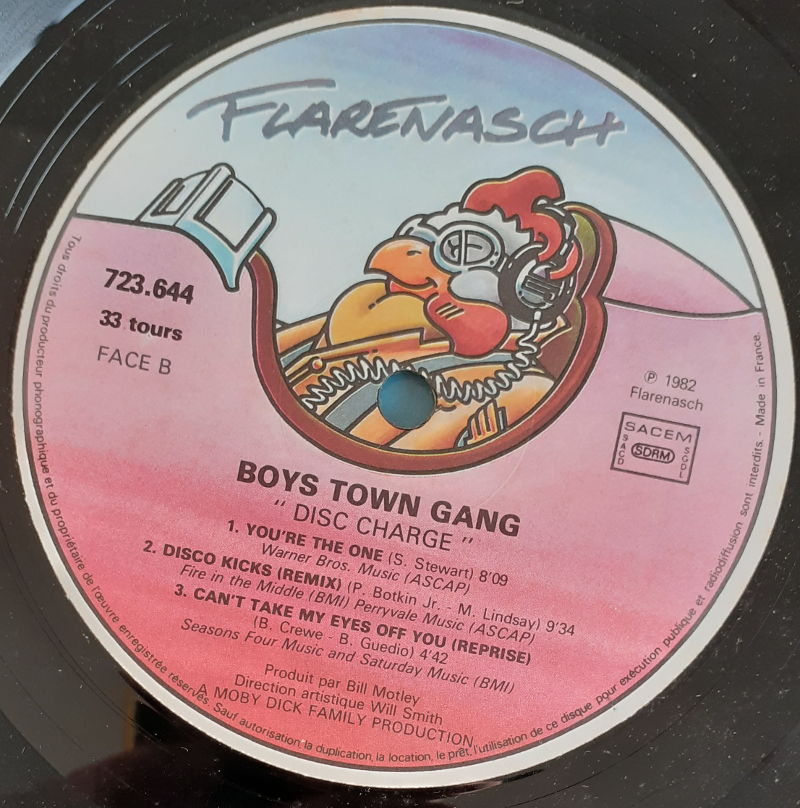 FLARENASCH
723.644
33 tours
FACE B
℗ 1982
Flarenasch
SACEM
SACD
SDRM
SGDL
BOYS TOWN GANG
“ DISC CHARGE ”
1. YOU'RE THE ONE (S. Stewart) 8'09
Warner Bros. Music (ASCAP)
2. DISCO KICKS (REMIX) (P. Botkin Jr. - M. Lindsay) 9'34
Fire in the Middle (BMI) Perryvale Music (ASCAP)
3. CAN'T TAKE MY EYES OFF YOU (REPRISE)
(B. Crewe - B. Guedio) 4'42
Seasons Four Music and Saturday Music (BMI)
Produit par Bill Motley
Direction artistique Will Smith
A MOBY DICK FAMILY PRODUCTION
Tous droits du producteur phonographique et du propriétaire de l'œuvre enregistrée réservés. Sauf autorisation, la duplication, la location, le prêt, l'utilisation de ce disque pour exécution publique et radiodiffusion sont interdits. - Made in France.